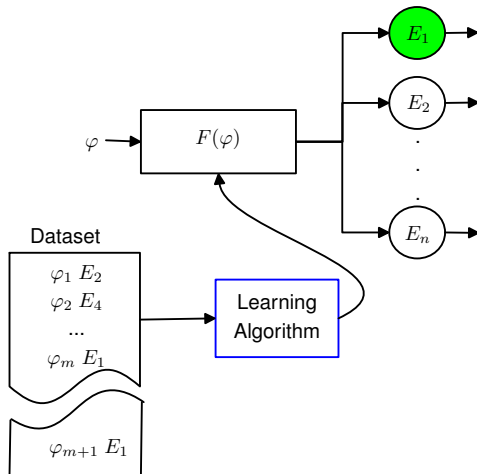 E₁
E₂
φ
F(φ)
.
.
.
Eₙ
Dataset
φ₁ E₂
φ₂ E₄
...
φₘ E₁
Learning
Algorithm
φₘ₊₁ E₁